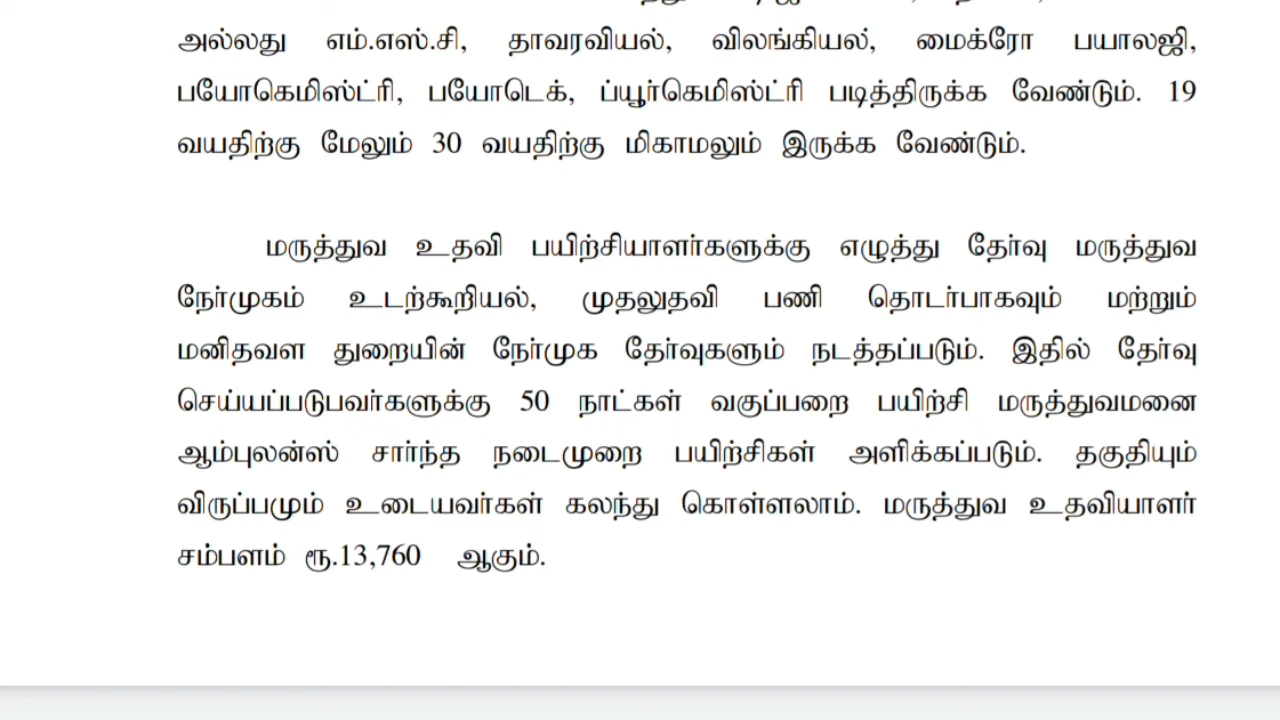 அல்லது எம்.எஸ்.சி, தாவரவியல், விலங்கியல், மைக்ரோ பயாலஜி,
பயோகெமிஸ்ட்ரி, பயோடெக், ப்யூர்கெமிஸ்ட்ரி படித்திருக்க வேண்டும். 19
வயதிற்கு மேலும் 30 வயதிற்கு மிகாமலும் இருக்க வேண்டும்.
மருத்துவ உதவி பயிற்சியாளர்களுக்கு எழுத்து தேர்வு மருத்துவ
நேர்முகம் உடற்கூறியல், முதலுதவி பணி தொடர்பாகவும் மற்றும்
மனிதவள துறையின் நேர்முக தேர்வுகளும் நடத்தப்படும். இதில் தேர்வு
செய்யப்படுபவர்களுக்கு 50 நாட்கள் வகுப்பறை பயிற்சி மருத்துவமனை
ஆம்புலன்ஸ் சார்ந்த நடைமுறை பயிற்சிகள் அளிக்கப்படும். தகுதியும்
விருப்பமும் உடையவர்கள் கலந்து கொள்ளலாம். மருத்துவ உதவியாளர்
சம்பளம் ரூ.13,760 ஆகும்.